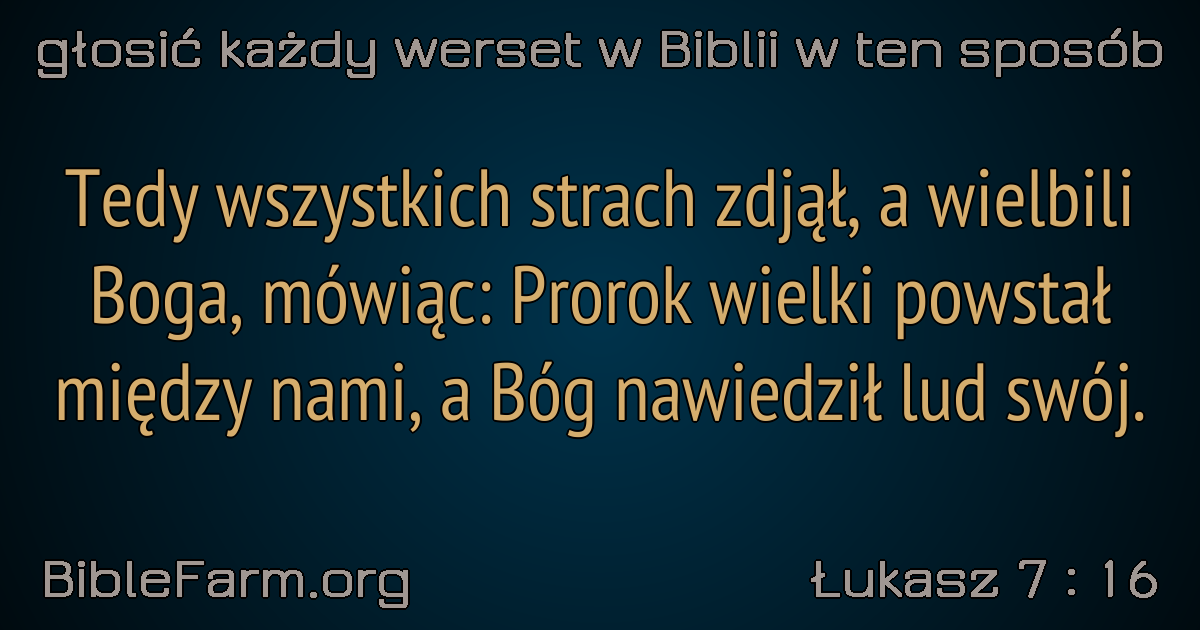 głosić każdy werset w Biblii w ten sposób
Tedy wszystkich strach zdjął, a wielbili
Boga, mówiąc: Prorok wielki powstał
między nami, a Bóg nawiedził lud swój.
BibleFarm.org
Łukasz 7 : 16